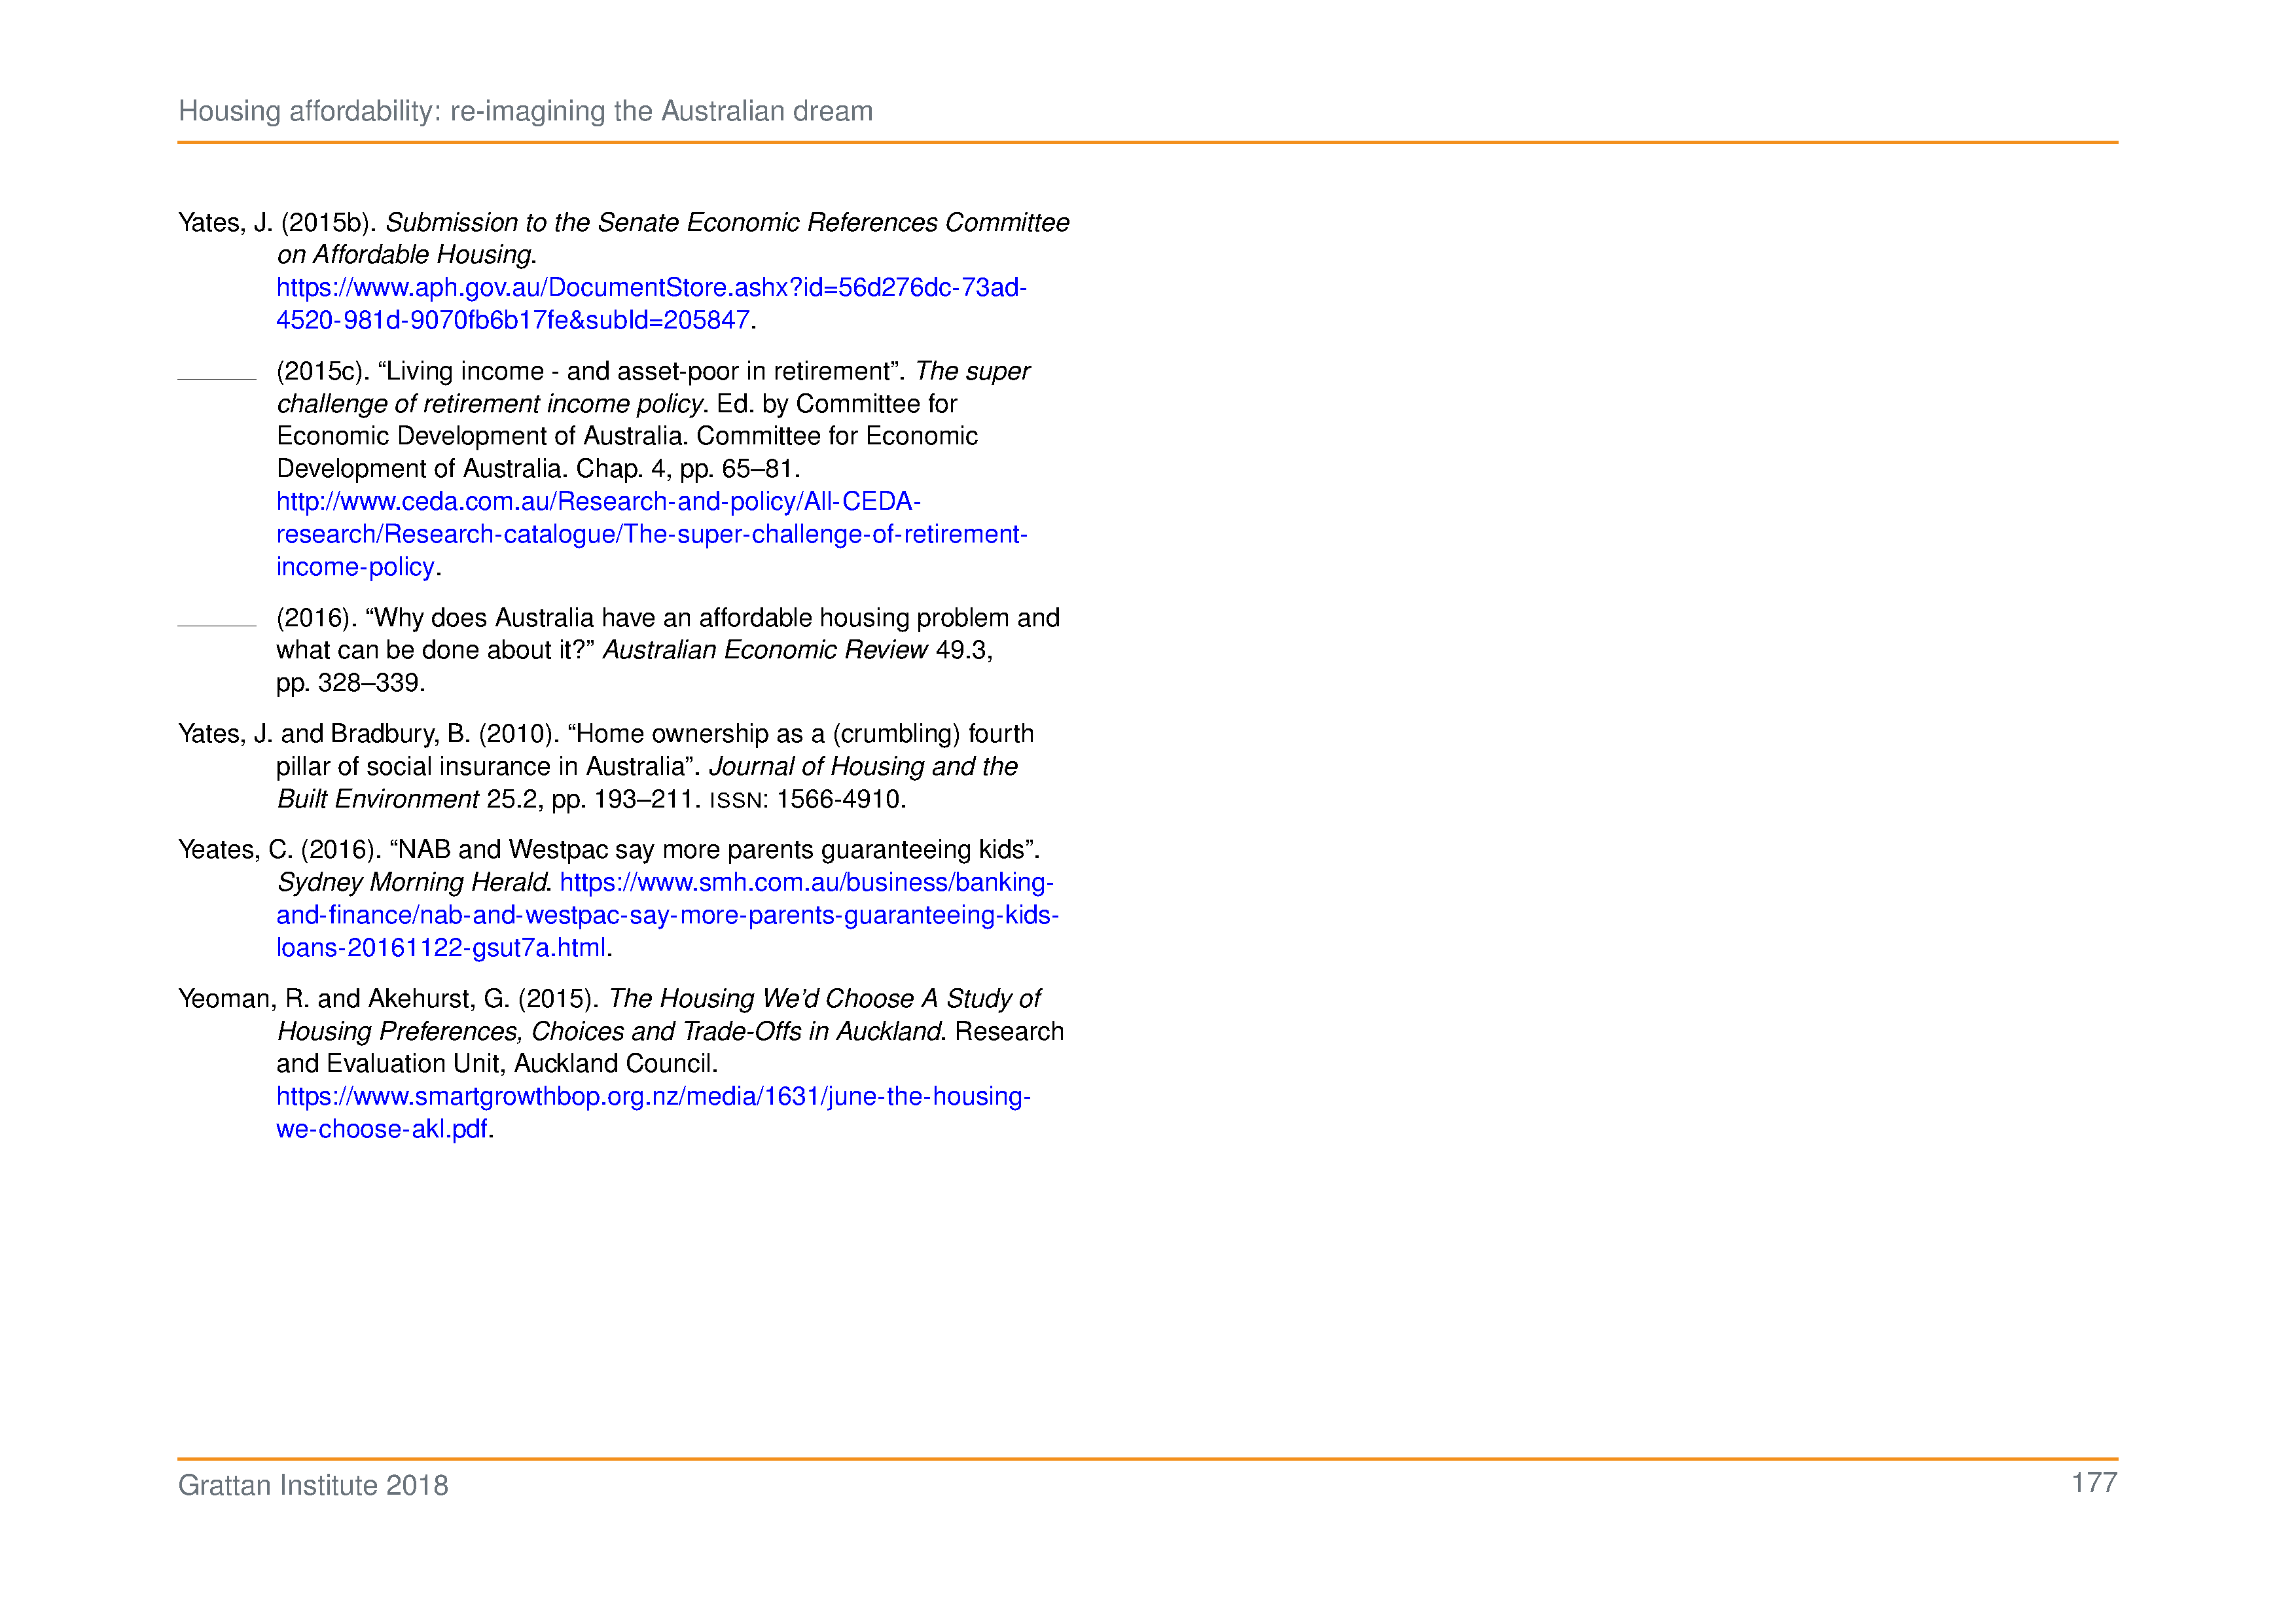 Housing affordability: re-imagining the Australian dream
Yates, J. (2015b). Submission to the Senate Economic References Committee
on Affordable Housing.
https://www.aph.gov.au/DocumentStore.ashx?id=56d276dc-73ad-
4520-981d-9070fb6b17fe&subId=205847.
(2015c). “Living income - and asset-poor in retirement”. The super
challenge of retirement income policy. Ed. by Committee for
Economic Development of Australia. Committee for Economic
Development of Australia. Chap. 4, pp. 65–81.
http://www.ceda.com.au/Research-and-policy/All-CEDA-
research/Research-catalogue/The-super-challenge-of-retirement-
income-policy.
(2016). “Why does Australia have an affordable housing problem and
what can be done about it?” Australian Economic Review 49.3,
pp. 328–339.
Yates, J. and Bradbury, B. (2010). “Home ownership as a (crumbling) fourth
pillar of social insurance in Australia”. Journal of Housing and the
Built Environment 25.2, pp. 193–211. ISSN: 1566-4910.
Yeates, C. (2016). “NAB and Westpac say more parents guaranteeing kids”.
Sydney Morning Herald. https://www.smh.com.au/business/banking-
and-finance/nab-and-westpac-say-more-parents-guaranteeing-kids-
loans-20161122-gsut7a.html.
Yeoman, R. and Akehurst, G. (2015). The Housing We’d Choose A Study of
Housing Preferences, Choices and Trade-Offs in Auckland. Research
and Evaluation Unit, Auckland Council.
https://www.smartgrowthbop.org.nz/media/1631/june-the-housing-
we-choose-akl.pdf.
Grattan Institute 2018
177